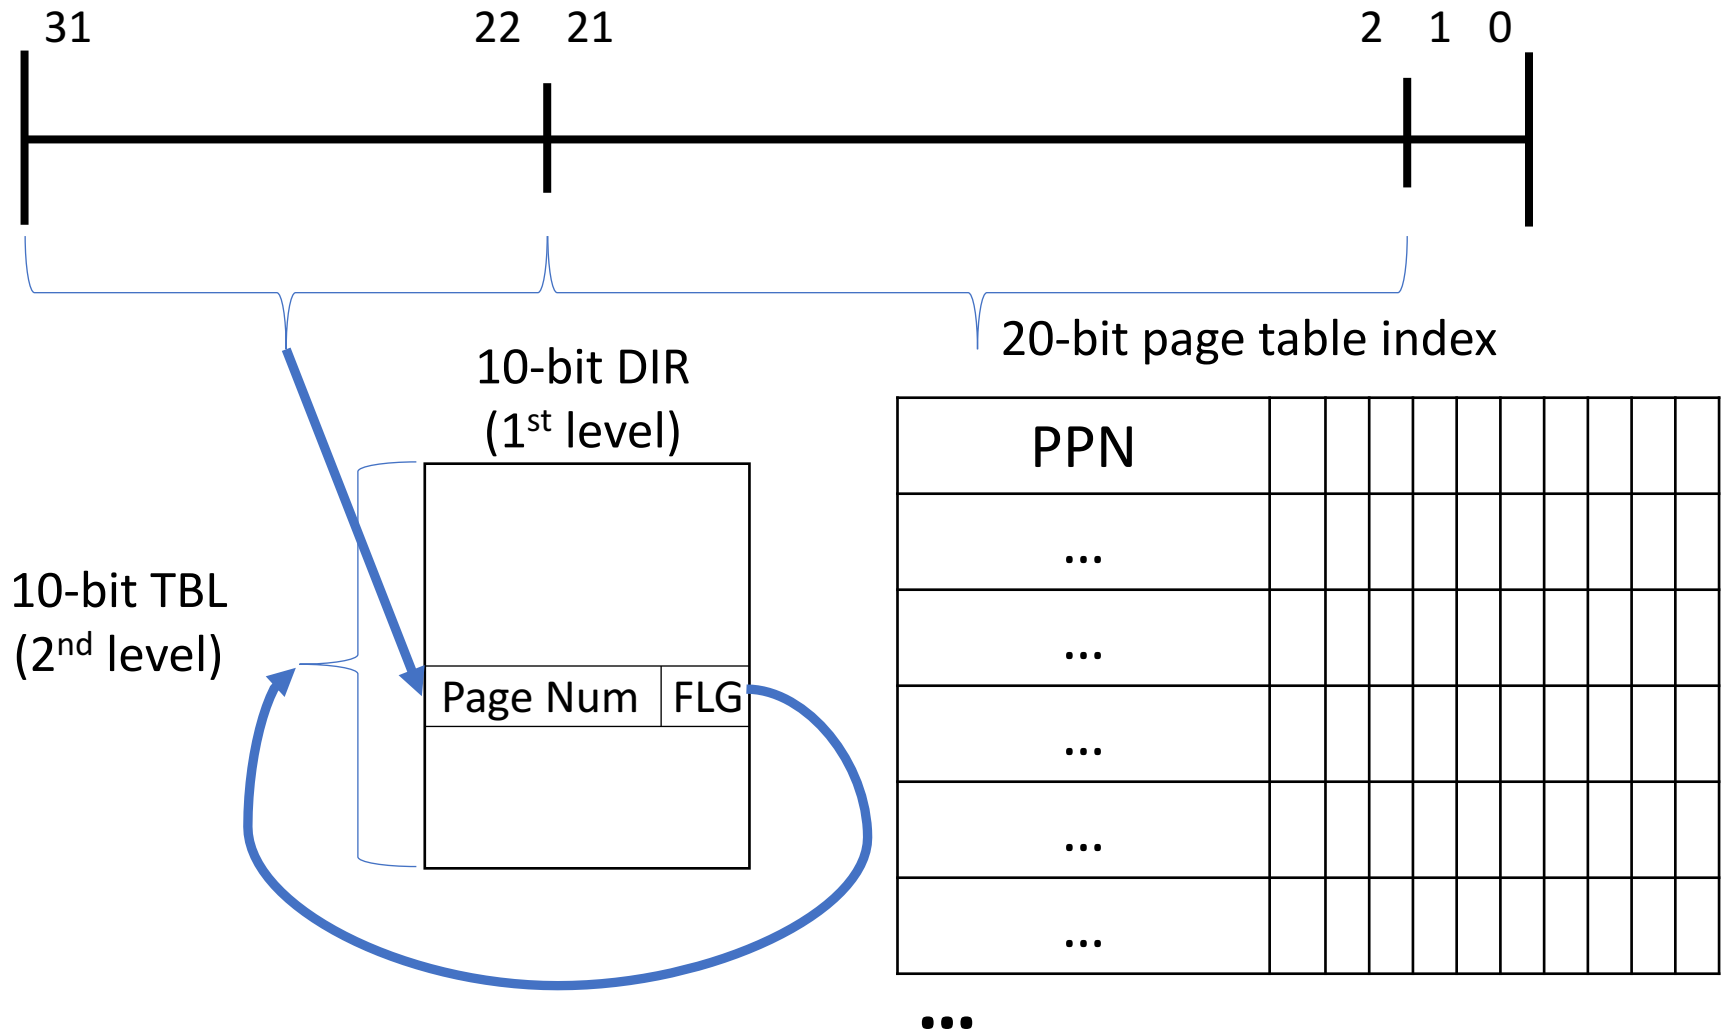 31 22 21 2 1 0
20-bit page table index
10-bit DIR
(1st level)
10-bit TBL
(2nd level)
Page Num FLG
PPN
...
...
...
...
...
...